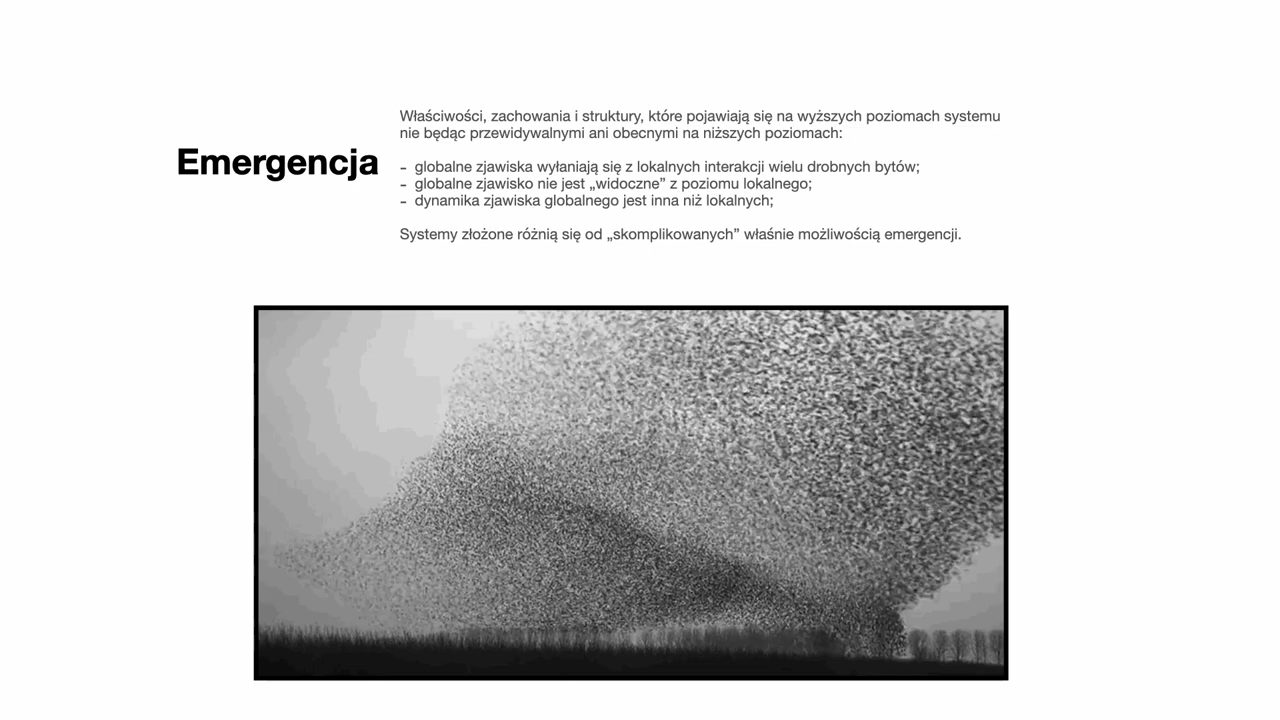 Emergencja
Właściwości, zachowania i struktury, które pojawiają się na wyższych poziomach systemu
nie będąc przewidywalnymi ani obecnymi na niższych poziomach:
- globalne zjawiska wyłaniają się z lokalnych interakcji wielu drobnych bytów;
- globalne zjawisko nie jest „widoczne” z poziomu lokalnego;
- dynamika zjawiska globalnego jest inna niż lokalnych;
Systemy złożone różnią się od „skomplikowanych” właśnie możliwością emergencji.